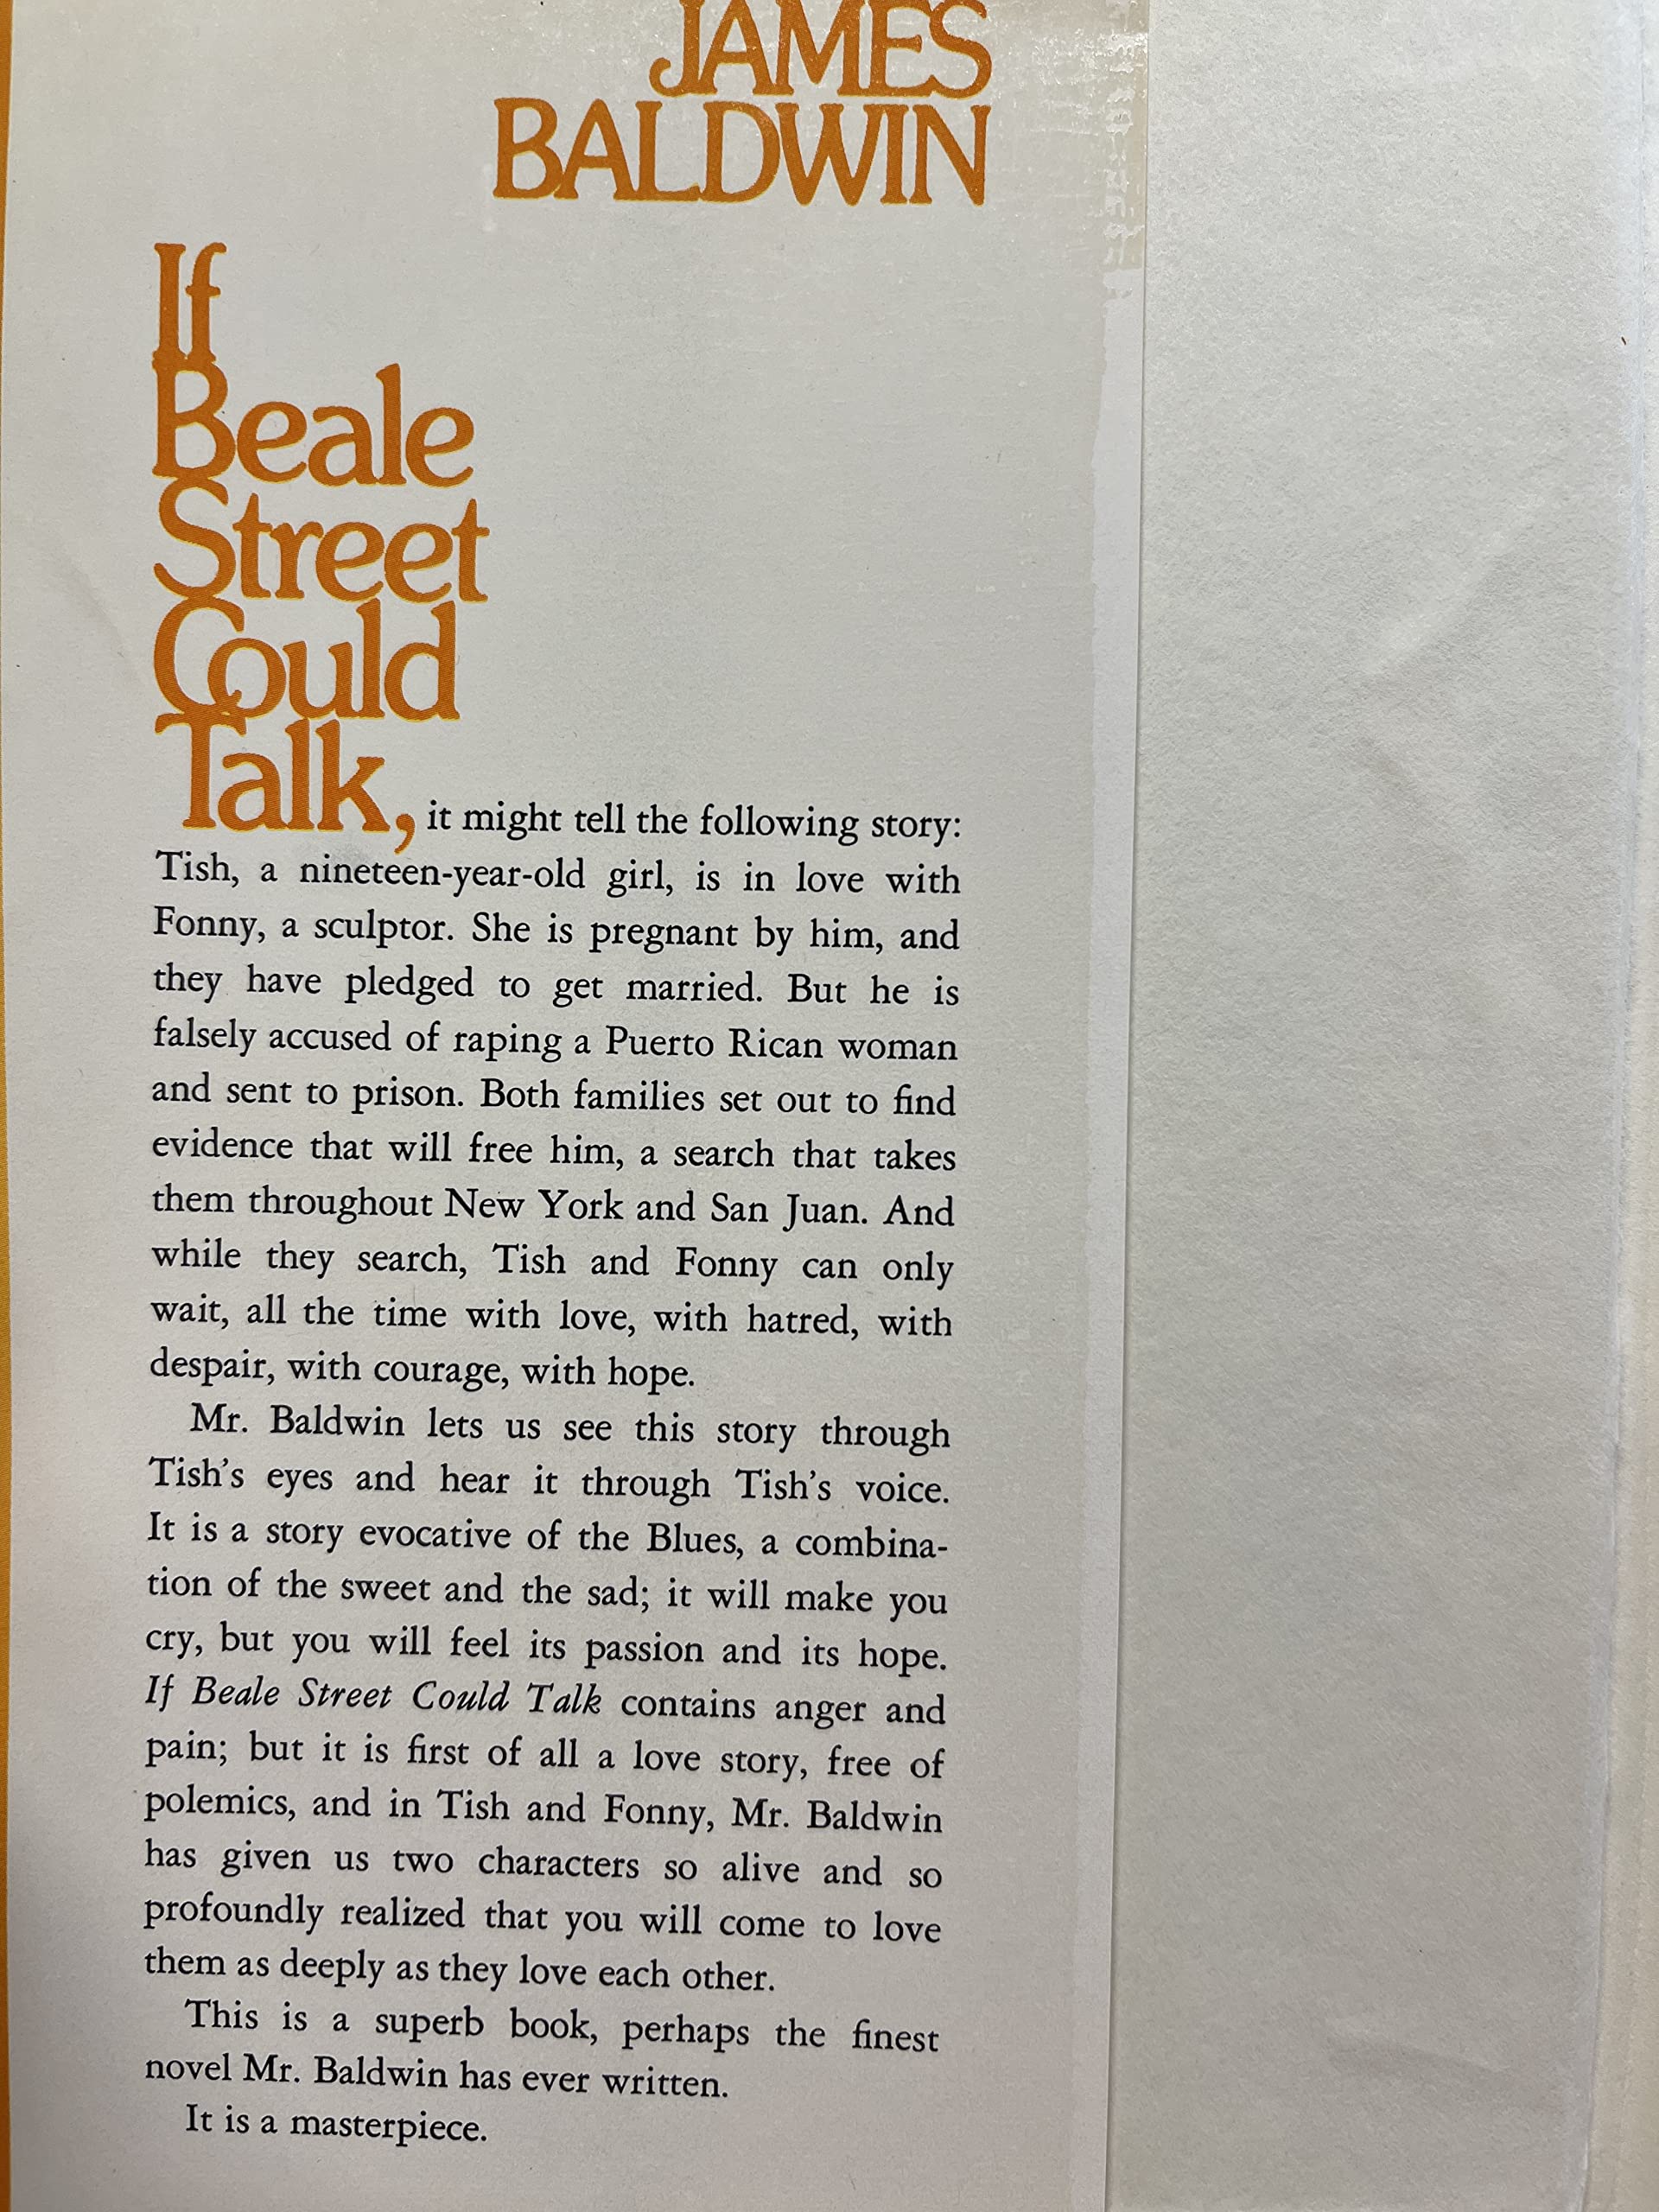 JAMES
BALDWIN
If
Beale
Street
Could
Talk, it might tell the following story:
Tish, a nineteen-year-old girl, is in love with
Fonny, a sculptor. She is pregnant by him, and
they have pledged to get married. But he is
falsely accused of raping a Puerto Rican woman
and sent to prison. Both families set out to find
evidence that will free him, a search that takes
them throughout New York and San Juan. And
while they search, Tish and Fonny can only
wait, all the time with love, with hatred, with
despair, with courage, with hope.
Mr. Baldwin lets us see this story through
Tish's eyes and hear it through Tish's voice.
It is a story evocative of the Blues, a combina-
tion of the sweet and the sad; it will make you
cry, but you will feel its passion and its hope.
If Beale Street Could Talk contains anger and
pain; but it is first of all a love story, free of
polemics, and in Tish and Fonny, Mr. Baldwin
has given us two characters so alive and so
profoundly realized that you will come to love
them as deeply as they love each other.
This is a superb book, perhaps the finest
novel Mr. Baldwin has ever written.
It is a masterpiece.